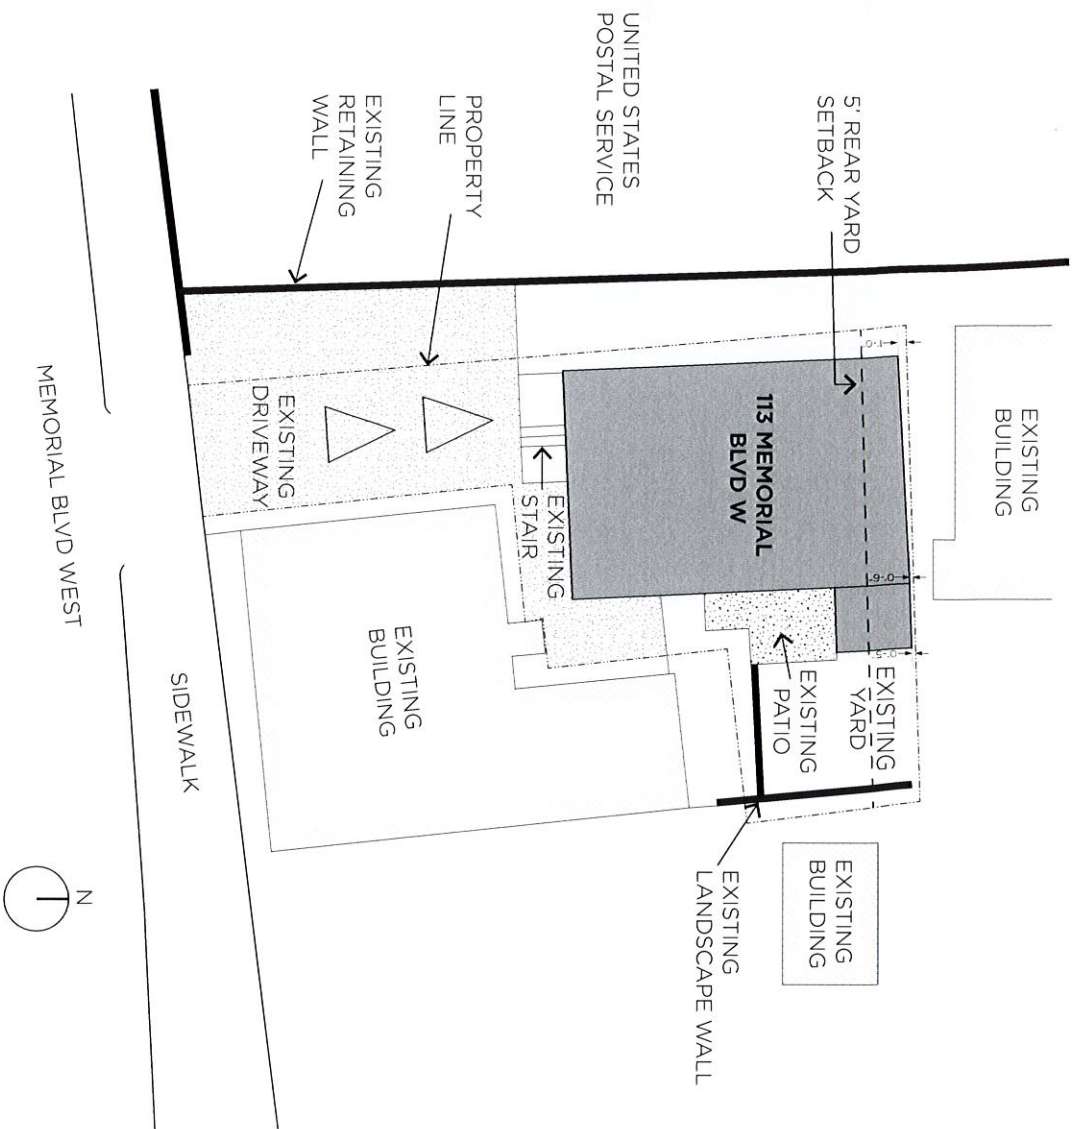 EXISTING
BUILDING
5' REAR YARD
SETBACK
EXISTING
YARD
EXISTING
BUILDING
113 MEMORIAL
BLVD W
EXISTING
PATIO
EXISTING
LANDSCAPE WALL
UNITED STATES
POSTAL SERVICE
EXISTING
STAIR
PROPERTY
LINE
EXISTING
BUILDING
EXISTING
RETAINING
WALL
EXISTING
DRIVEWAY
SIDEWALK
MEMORIAL BLVD WEST
N